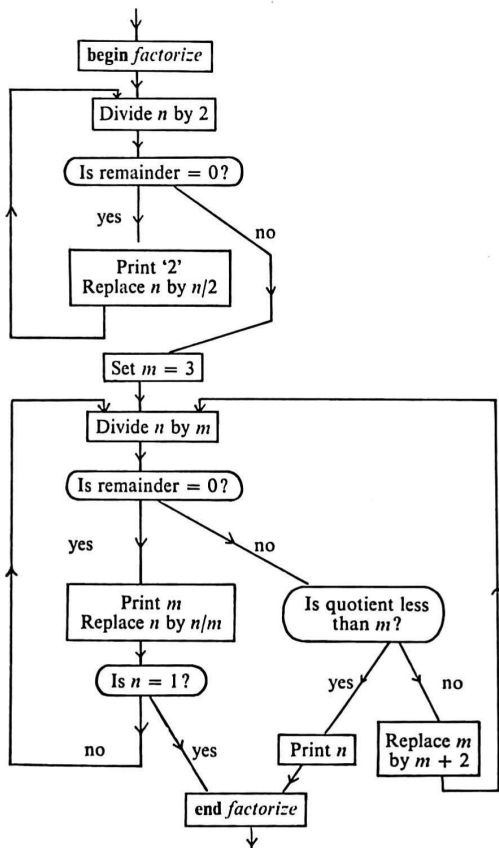 begin factorize
Divide n by 2
Is remainder = 0?
yes
no
Print ‘2’
Replace n by n/2
Set m = 3
Divide n by m
Is remainder = 0?
yes
no
Print m
Replace n by n/m
Is quotient less
than m?
Is n = 1?
yes
no
no
yes
Print n
Replace m
by m + 2
end factorize